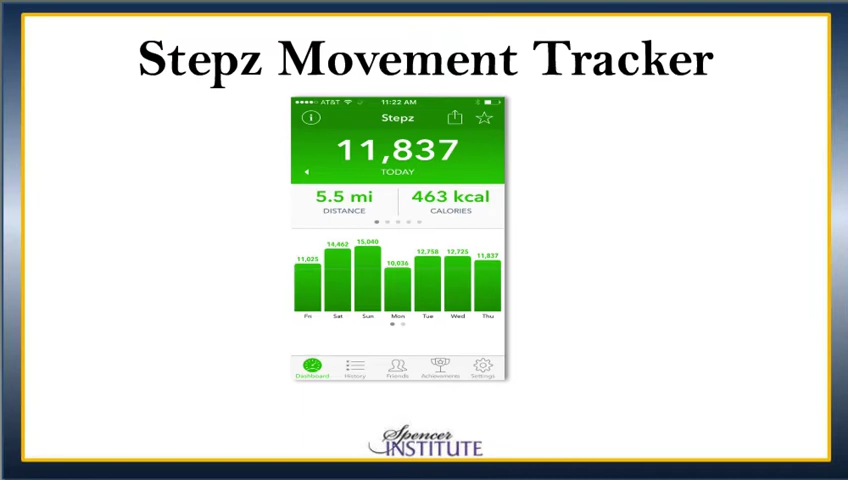 Stepz Movement Tracker
AT&T 11:22 AM
i Stepz
11,837
TODAY
5.5 mi 463 kcal
DISTANCE CALORIES
11,025 14,462 15,040 10,036 12,758 12,725 11,837
Fri Sat Sun Mon Tue Wed Thu
Dashboard History Friends Achievements Settings
Spencer
INSTITUTE